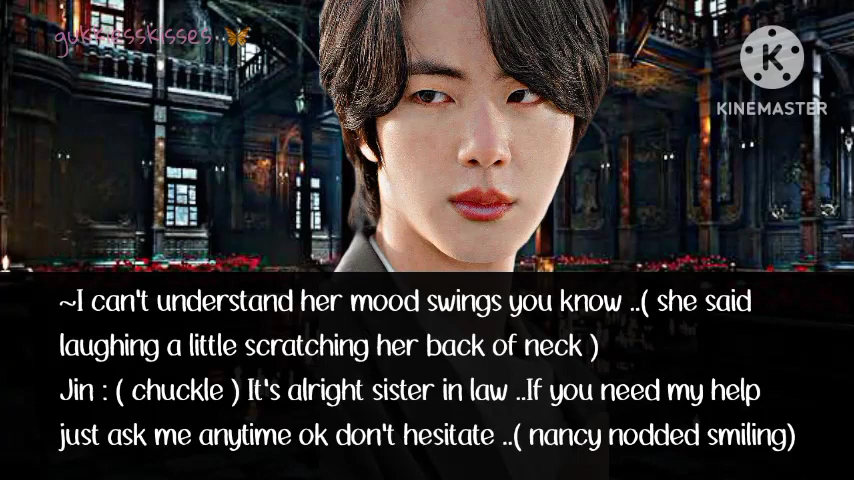 gukkiesskisses 🦋
KINEMASTER
~I can't understand her mood swings you know ..( she said
laughing a little scratching her back of neck )
Jin : ( chuckle ) It's alright sister in law ..If you need my help
just ask me anytime ok don't hesitate ..( nancy nodded smiling)